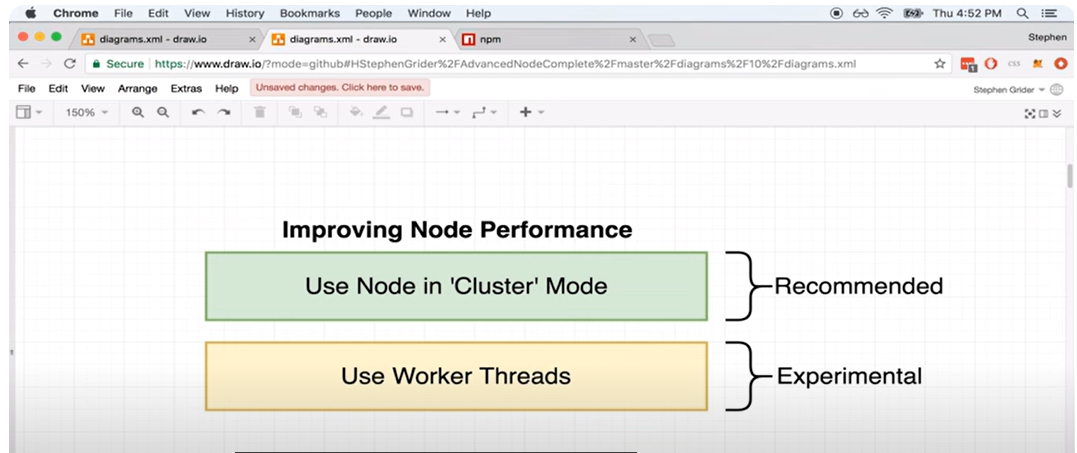 Chrome File Edit View History Bookmarks People Window Help Thu 4:52 PM
diagrams.xml - draw.io × diagrams.xml - draw.io × npm × Stephen
Secure https://www.draw.io/?mode=github#HStephenGrider%2FAdvancedNodeComplete%2Fmaster%2Fdiagrams%2F10%2Fdiagrams.xml
File Edit View Arrange Extras Help Unsaved changes. Click here to save. Stephen Grider
150%
Improving Node Performance
Use Node in 'Cluster' Mode Recommended
Use Worker Threads Experimental